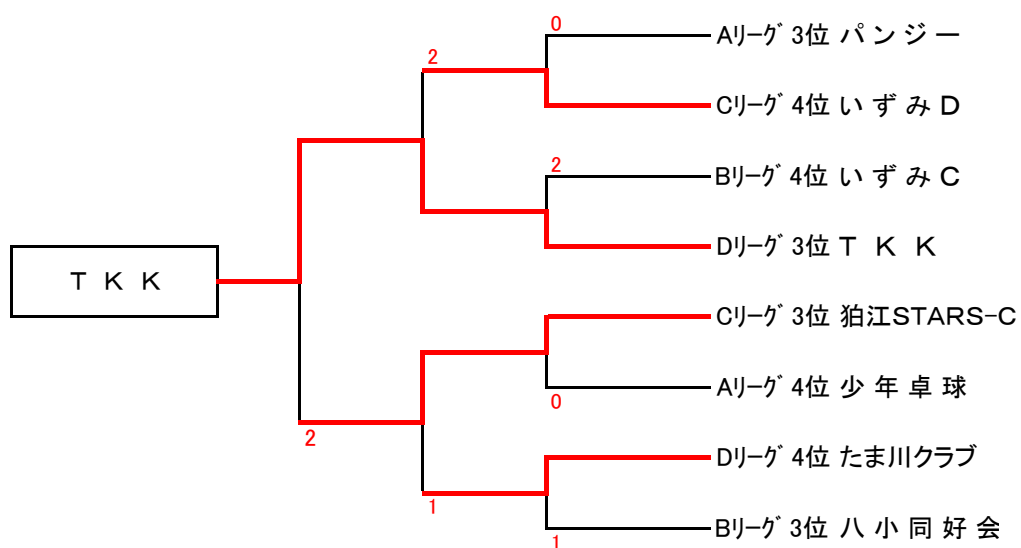 0
Aリーグ 3位 パンジー
2
Cリーグ 4位 いずみD
2
Bリーグ 4位 いずみC
Dリーグ 3位 TKK
TKK
Cリーグ 3位 狛江STARS-C
Aリーグ 4位 少年卓球
0
2
Dリーグ 4位 たま川クラブ
1
Bリーグ 3位 八小同好会
1